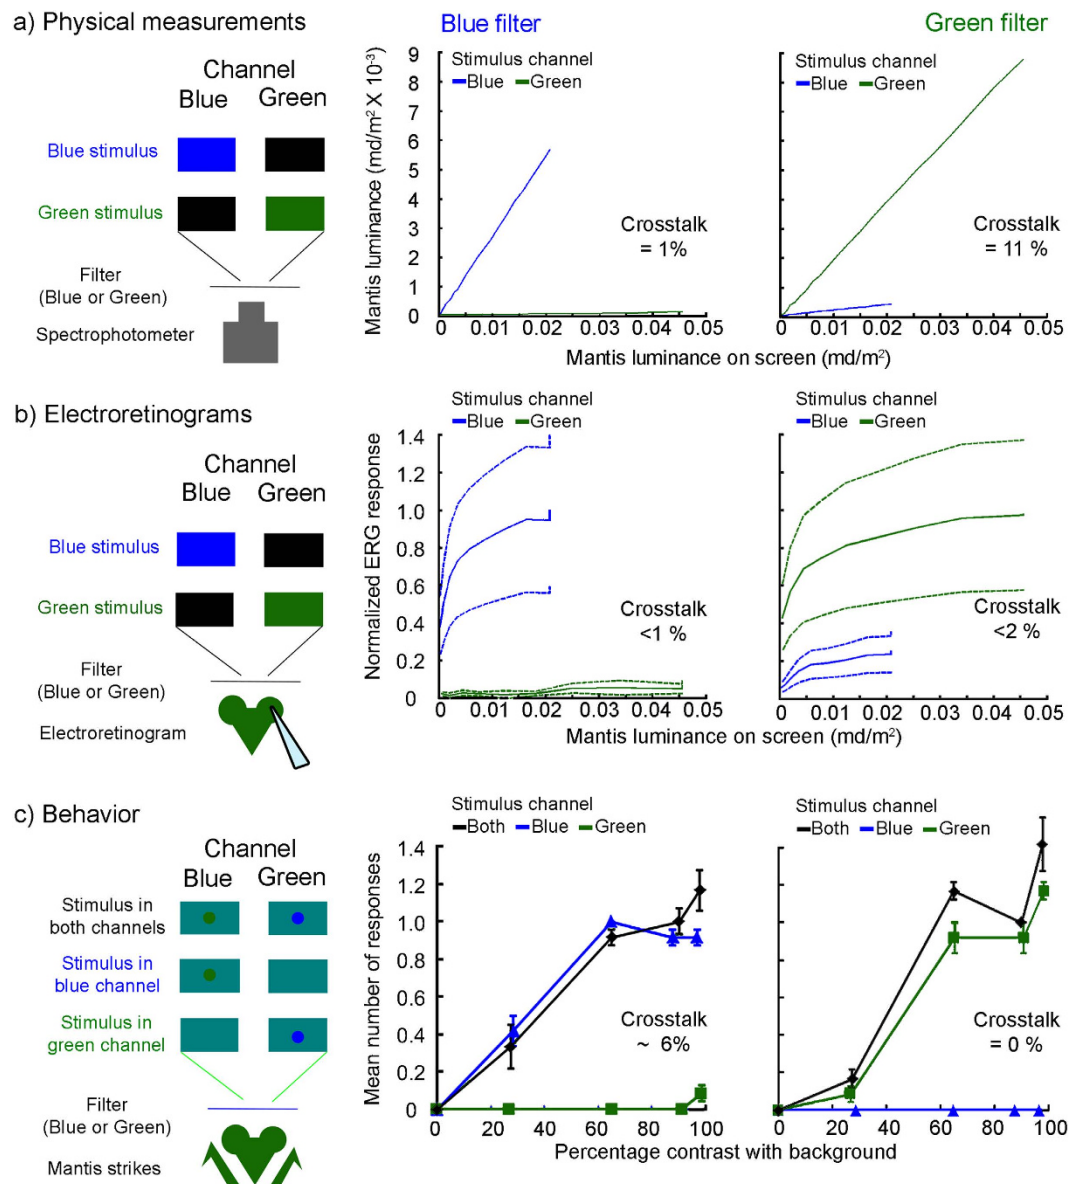 a) Physical measurements
Blue filter
Green filter
Channel
Blue Green
Blue stimulus
Green stimulus
Filter
(Blue or Green)
Spectrophotometer
Mantis luminance (md/m² X 10⁻³)
9
8
7
6
5
4
3
2
1
0
Stimulus channel
Blue Green
Crosstalk
= 1%
0 0.01 0.02 0.03 0.04 0.05
Stimulus channel
Blue Green
Crosstalk
= 11 %
0 0.01 0.02 0.03 0.04 0.05
Mantis luminance on screen (md/m²)
b) Electroretinograms
Channel
Blue Green
Blue stimulus
Green stimulus
Filter
(Blue or Green)
Electroretinogram
Normalized ERG response
1.4
1.2
1.0
0.8
0.6
0.4
0.2
0
Stimulus channel
Blue Green
Crosstalk
<1 %
0 0.01 0.02 0.03 0.04 0.05
Stimulus channel
Blue Green
Crosstalk
<2 %
0 0.01 0.02 0.03 0.04 0.05
Mantis luminance on screen (md/m²)
c) Behavior
Channel
Blue Green
Stimulus in
both channels
Stimulus in
blue channel
Stimulus in
green channel
Filter
(Blue or Green)
Mantis strikes
Mean number of responses
1.4
1.2
1.0
0.8
0.6
0.4
0.2
0
Stimulus channel
Both Blue Green
Crosstalk
~ 6%
0 20 40 60 80 100
Stimulus channel
Both Blue Green
Crosstalk
= 0 %
0 20 40 60 80 100
Percentage contrast with background